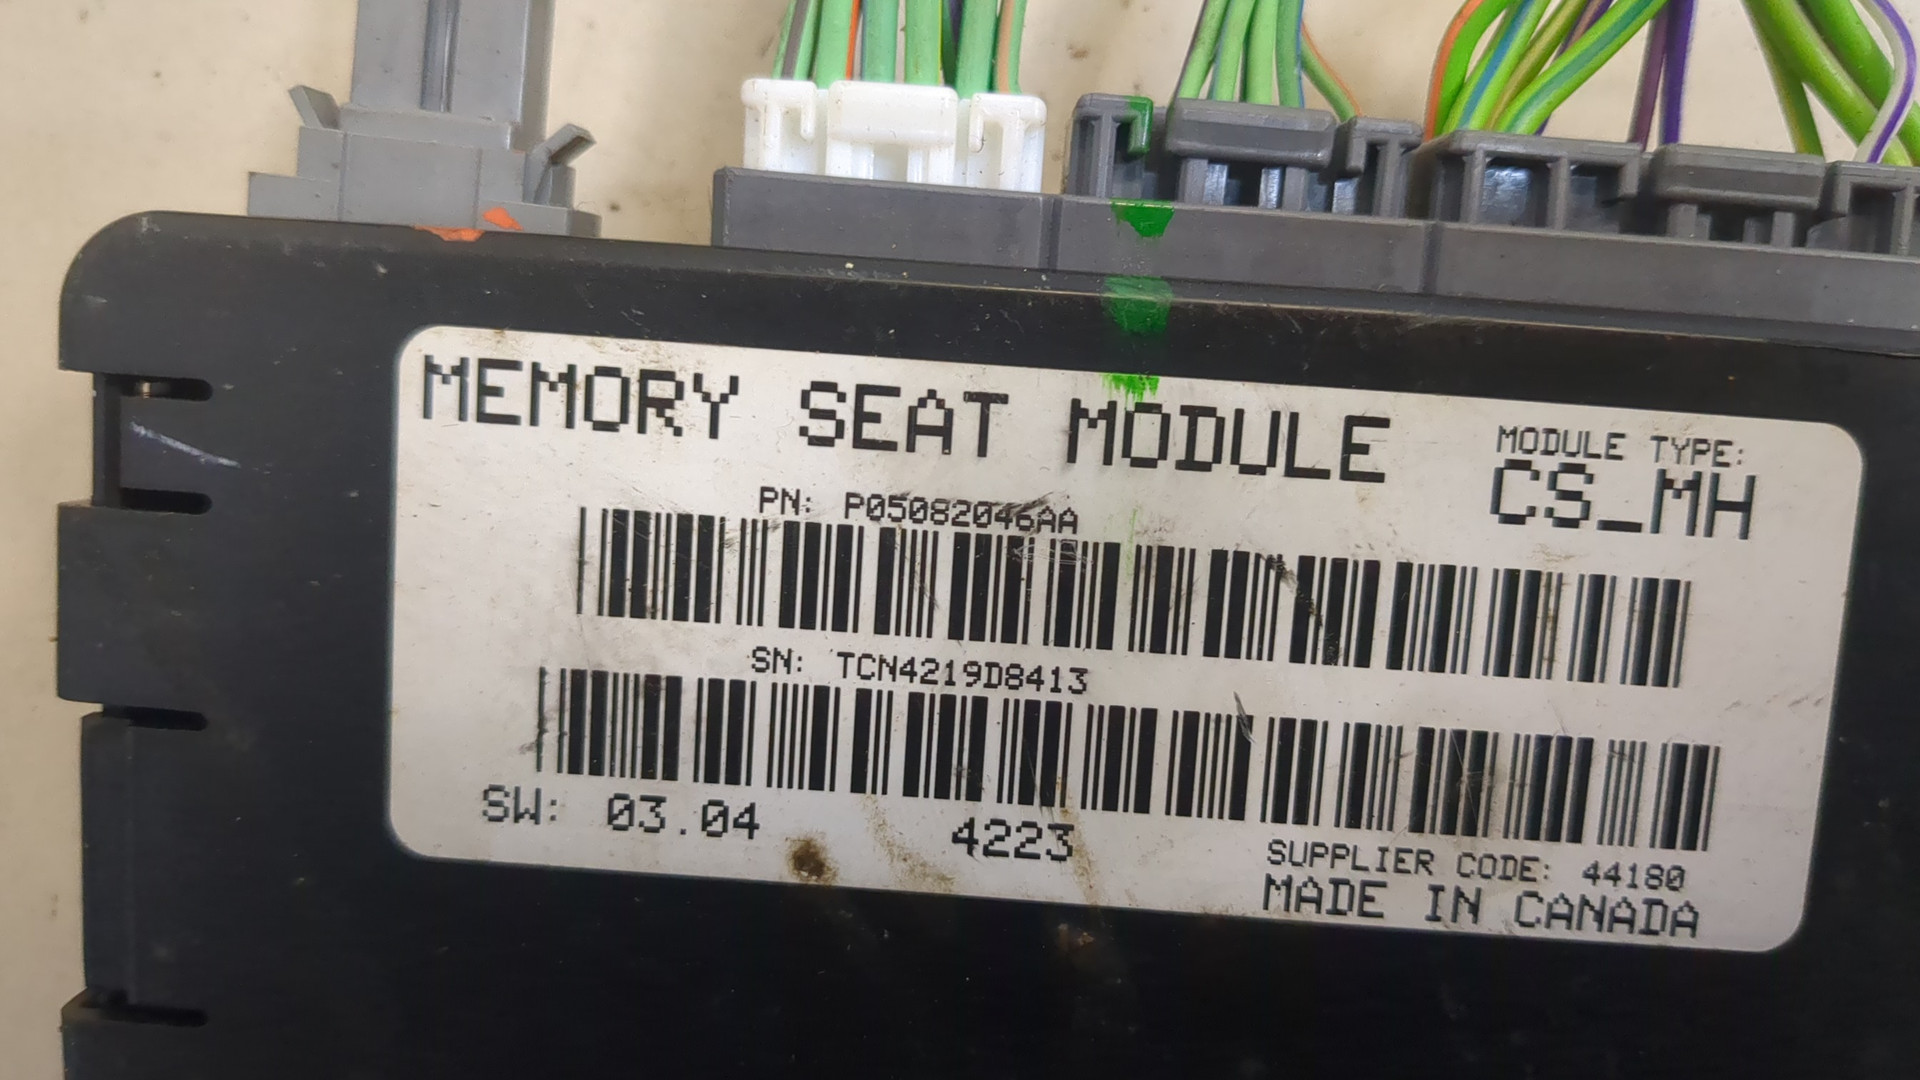 MEMORY SEAT MODULE
MODULE TYPE:
CS_MH
PN: P05082046AA
SN: TCN4219D8413
SW: 03.04
4223
SUPPLIER CODE: 44180
MADE IN CANADA